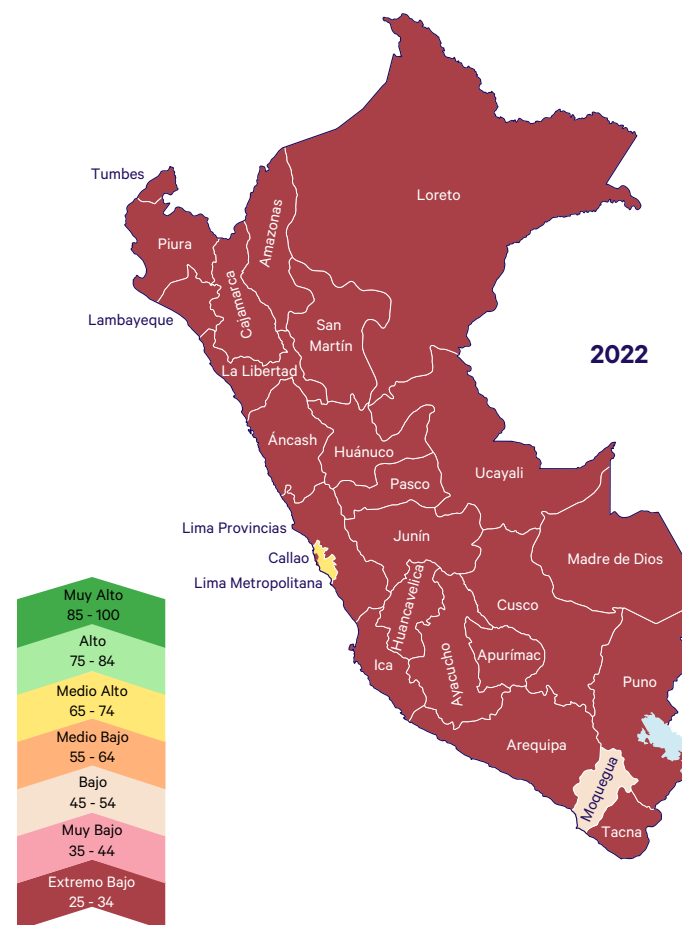 Tumbes
Loreto
Piura
Amazonas
Cajamarca
Lambayeque
San
Martín
2022
La Libertad
Áncash
Huánuco
Ucayali
Pasco
Lima Provincias
Junín
Callao
Madre de Dios
Lima Metropolitana
Huancavelica
Cusco
Ica
Ayacucho
Apurímac
Puno
Arequipa
Moquegua
Tacna
Muy Alto
85 - 100
Alto
75 - 84
Medio Alto
65 - 74
Medio Bajo
55 - 64
Bajo
45 - 54
Muy Bajo
35 - 44
Extremo Bajo
25 - 34